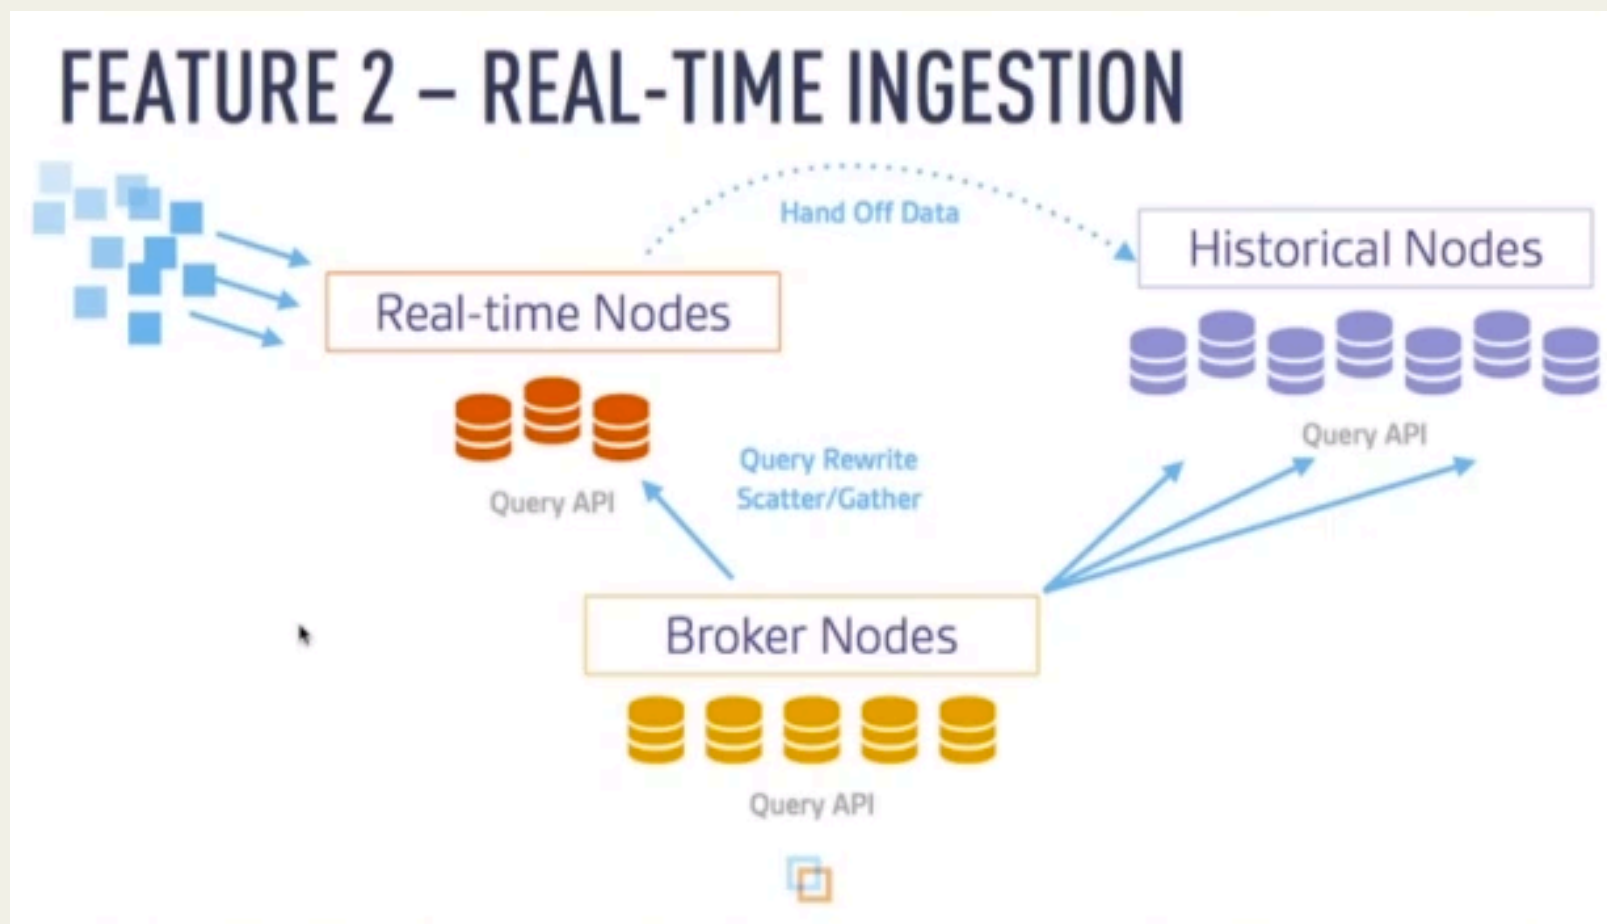 FEATURE 2 – REAL-TIME INGESTION
Hand Off Data
Historical Nodes
Real-time Nodes
Query API
Query Rewrite
Scatter/Gather
Query API
Broker Nodes
Query API